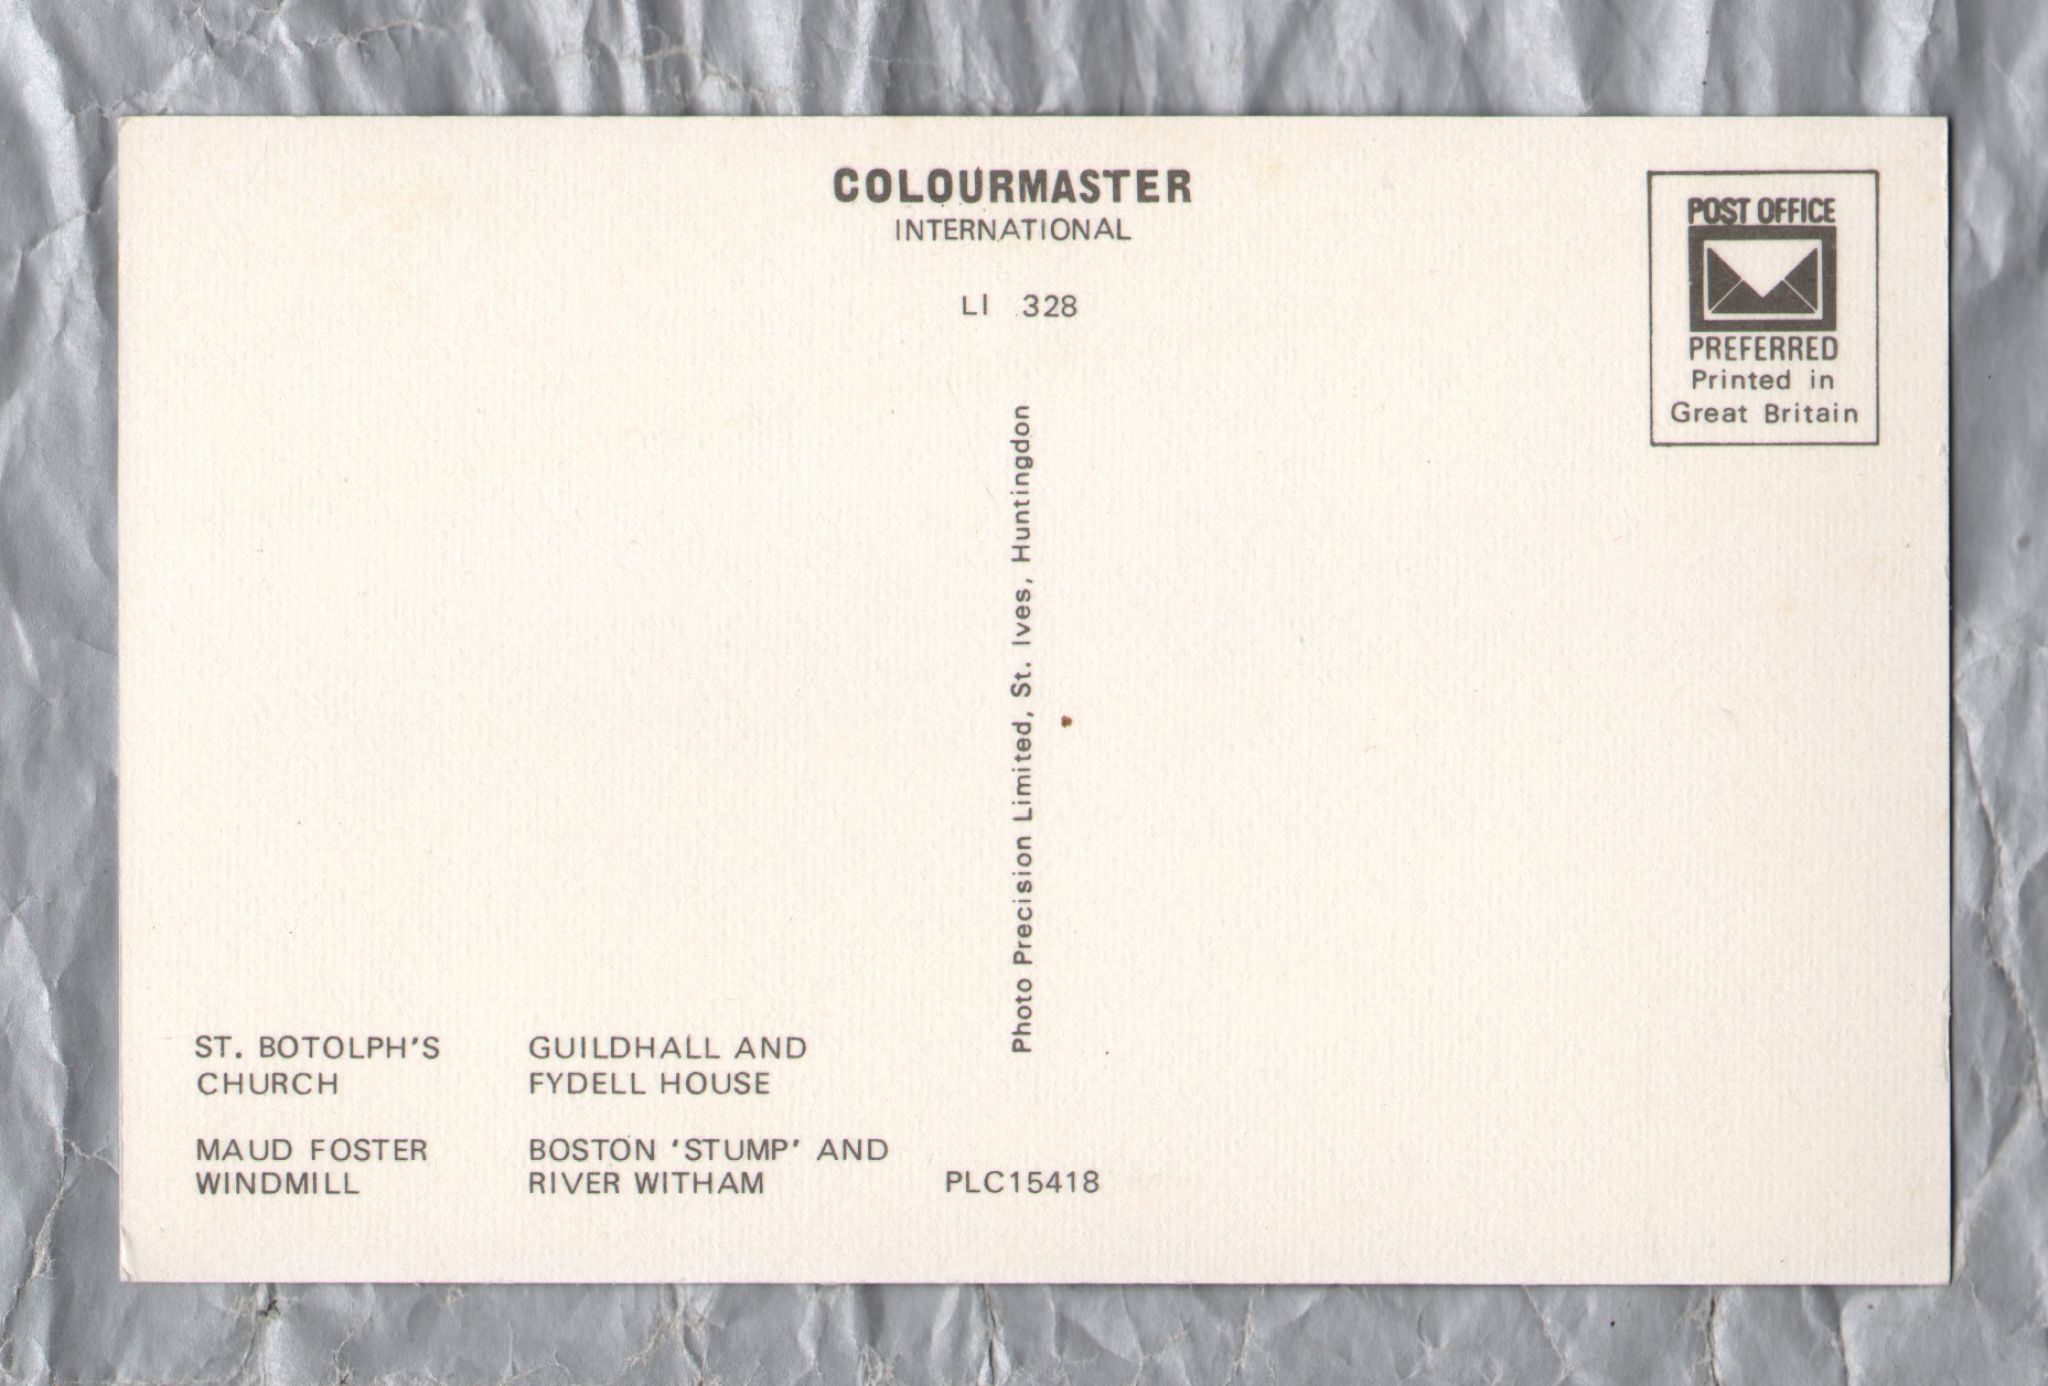 COLOURMASTER
INTERNATIONAL
LI 328
POST OFFICE
PREFERRED
Printed in
Great Britain
Photo Precision Limited, St. Ives, Huntingdon
ST. BOTOLPH'S
CHURCH
GUILDHALL AND
FYDELL HOUSE
MAUD FOSTER
WINDMILL
BOSTON 'STUMP' AND
RIVER WITHAM
PLC15418